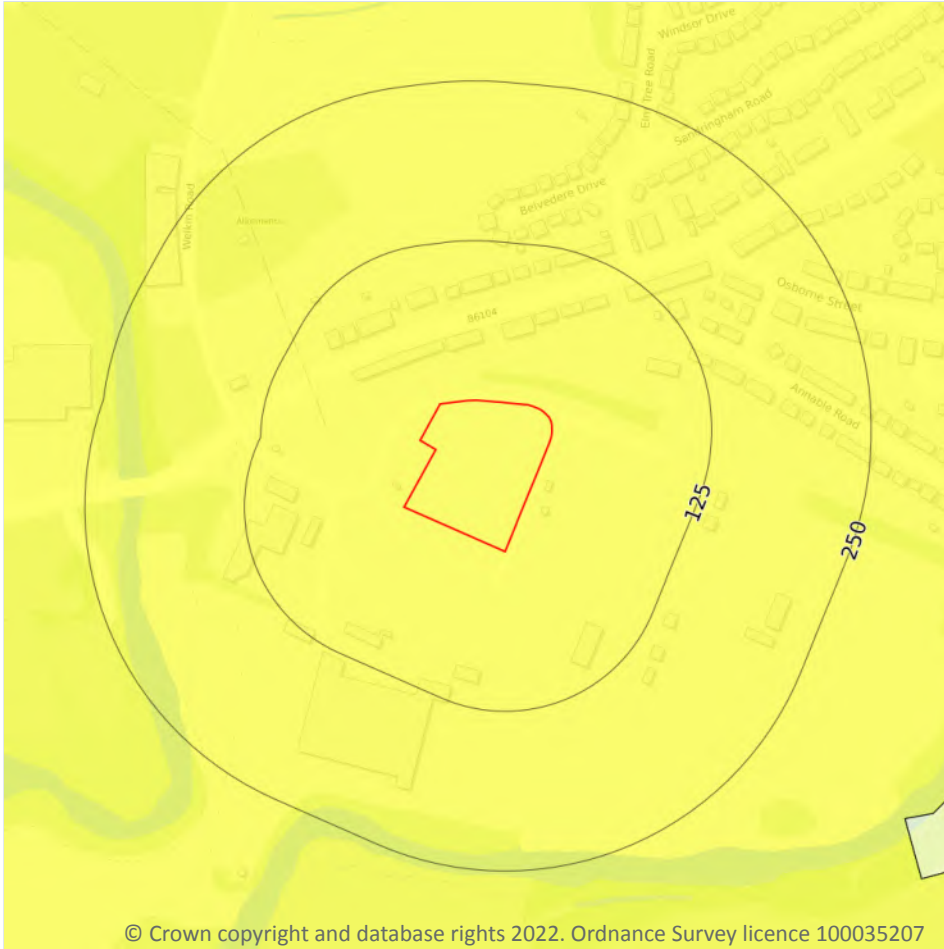 Windsor Drive
Elm Tree Road
Sandringham Road
Belvedere Drive
Welkin Road
Allotments
Osborne Street
B6104
Annable Road
125
250
© Crown copyright and database rights 2022. Ordnance Survey licence 100035207